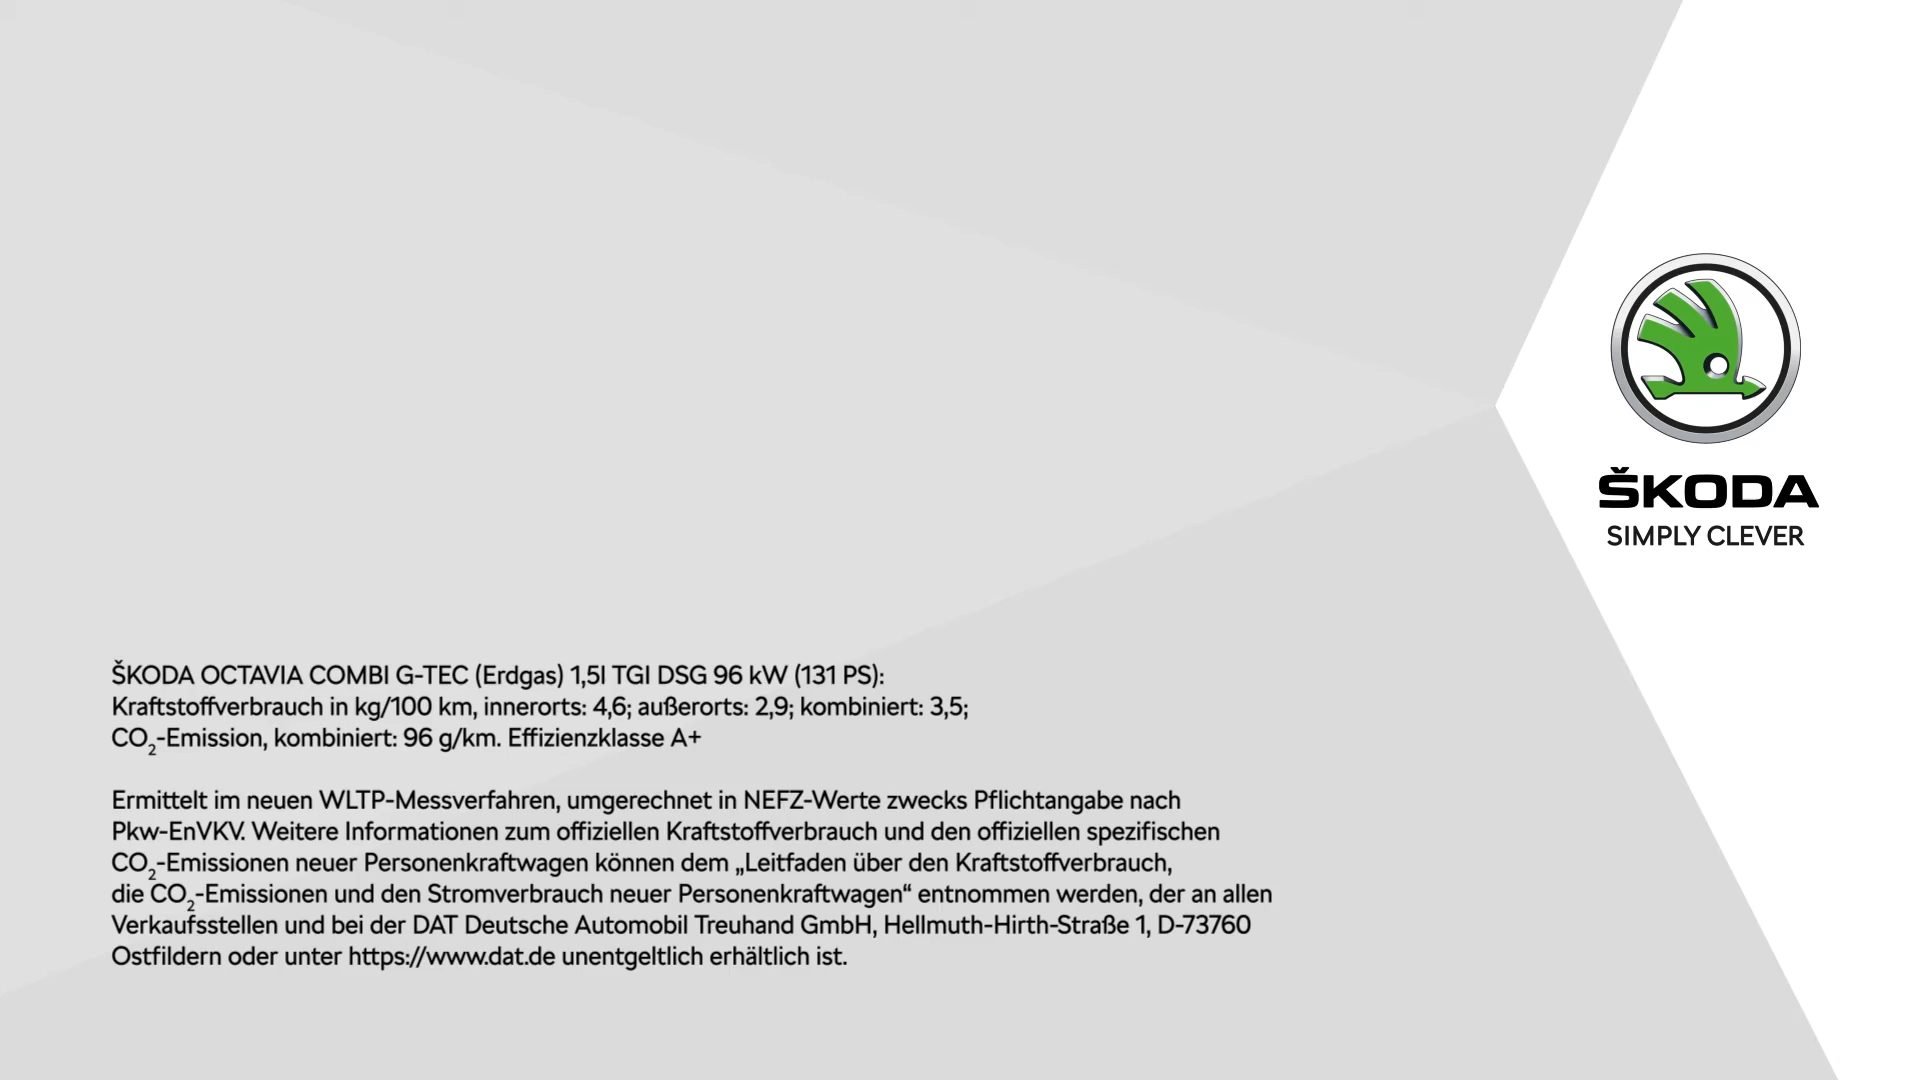 ŠKODA
SIMPLY CLEVER
ŠKODA OCTAVIA COMBI G-TEC (Erdgas) 1,5l TGI DSG 96 kW (131 PS):
Kraftstoffverbrauch in kg/100 km, innerorts: 4,6; außerorts: 2,9; kombiniert: 3,5;
CO₂-Emission, kombiniert: 96 g/km. Effizienzklasse A+
Ermittelt im neuen WLTP-Messverfahren, umgerechnet in NEFZ-Werte zwecks Pflichtangabe nach
Pkw-EnVKV. Weitere Informationen zum offiziellen Kraftstoffverbrauch und den offiziellen spezifischen
CO₂-Emissionen neuer Personenkraftwagen können dem „Leitfaden über den Kraftstoffverbrauch,
die CO₂-Emissionen und den Stromverbrauch neuer Personenkraftwagen“ entnommen werden, der an allen
Verkaufsstellen und bei der DAT Deutsche Automobil Treuhand GmbH, Hellmuth-Hirth-Straße 1, D-73760
Ostfildern oder unter https://www.dat.de unentgeltlich erhältlich ist.